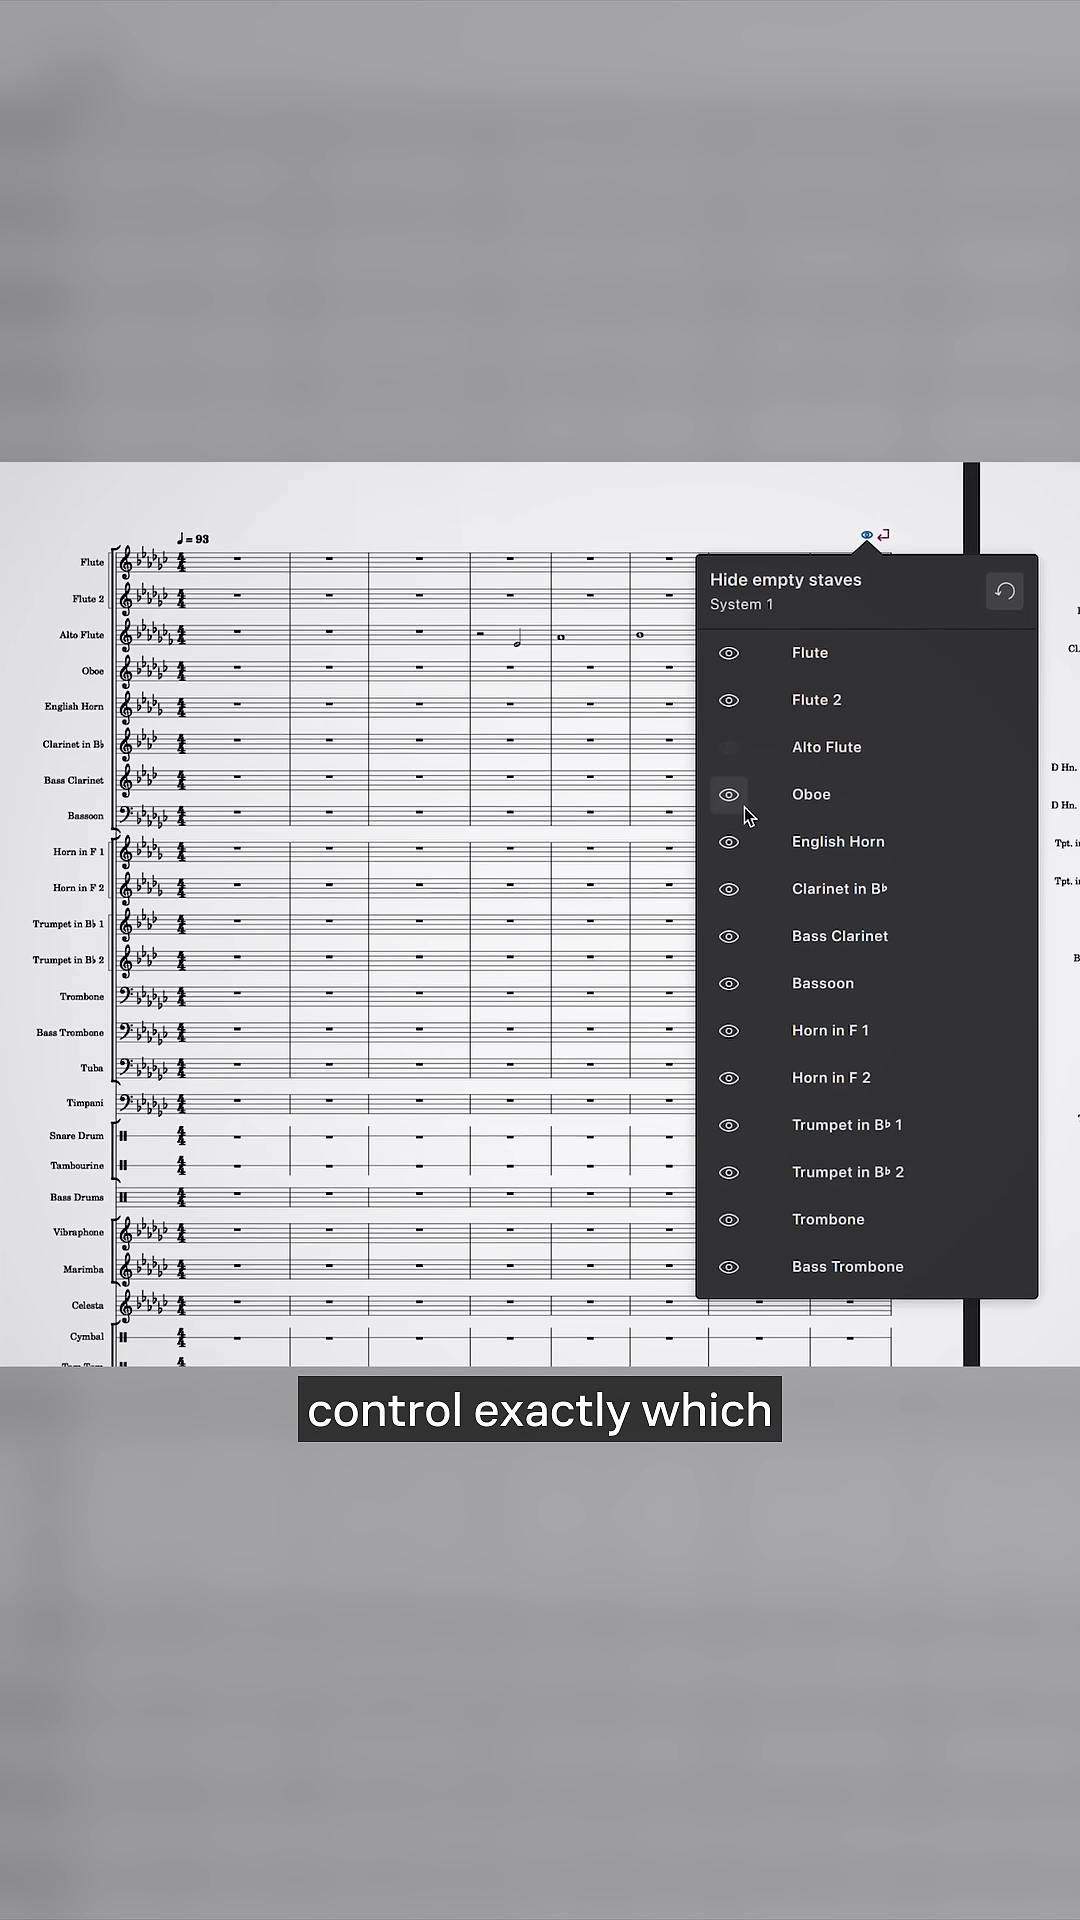 ♩= 93
Flute
Flute 2
Alto Flute
Oboe
English Horn
Clarinet in B♭
Bass Clarinet
Bassoon
Horn in F 1
Horn in F 2
Trumpet in B♭ 1
Trumpet in B♭ 2
Trombone
Bass Trombone
Tuba
Timpani
Snare Drum
Tambourine
Bass Drums
Vibraphone
Marimba
Celesta
Cymbal
Hide empty staves
System 1
Flute
Flute 2
Alto Flute
Oboe
English Horn
Clarinet in B♭
Bass Clarinet
Bassoon
Horn in F 1
Horn in F 2
Trumpet in B♭ 1
Trumpet in B♭ 2
Trombone
Bass Trombone
D Hn.
D Hn.
Tpt. i
Tpt. i
control exactly which